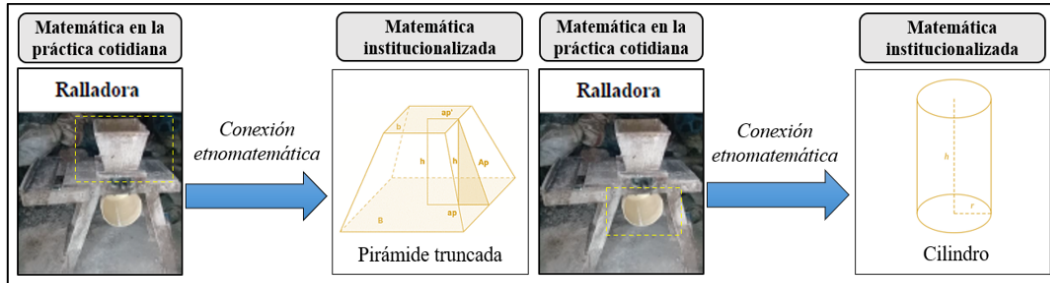 Matemática en la
práctica cotidiana
Ralladora
Conexión
etnomatemática
Matemática
institucionalizada
ap'
b
h
h
Ap
B
ap
Pirámide truncada
Matemática en la
práctica cotidiana
Ralladora
Conexión
etnomatemática
Matemática
institucionalizada
h
r
Cilindro